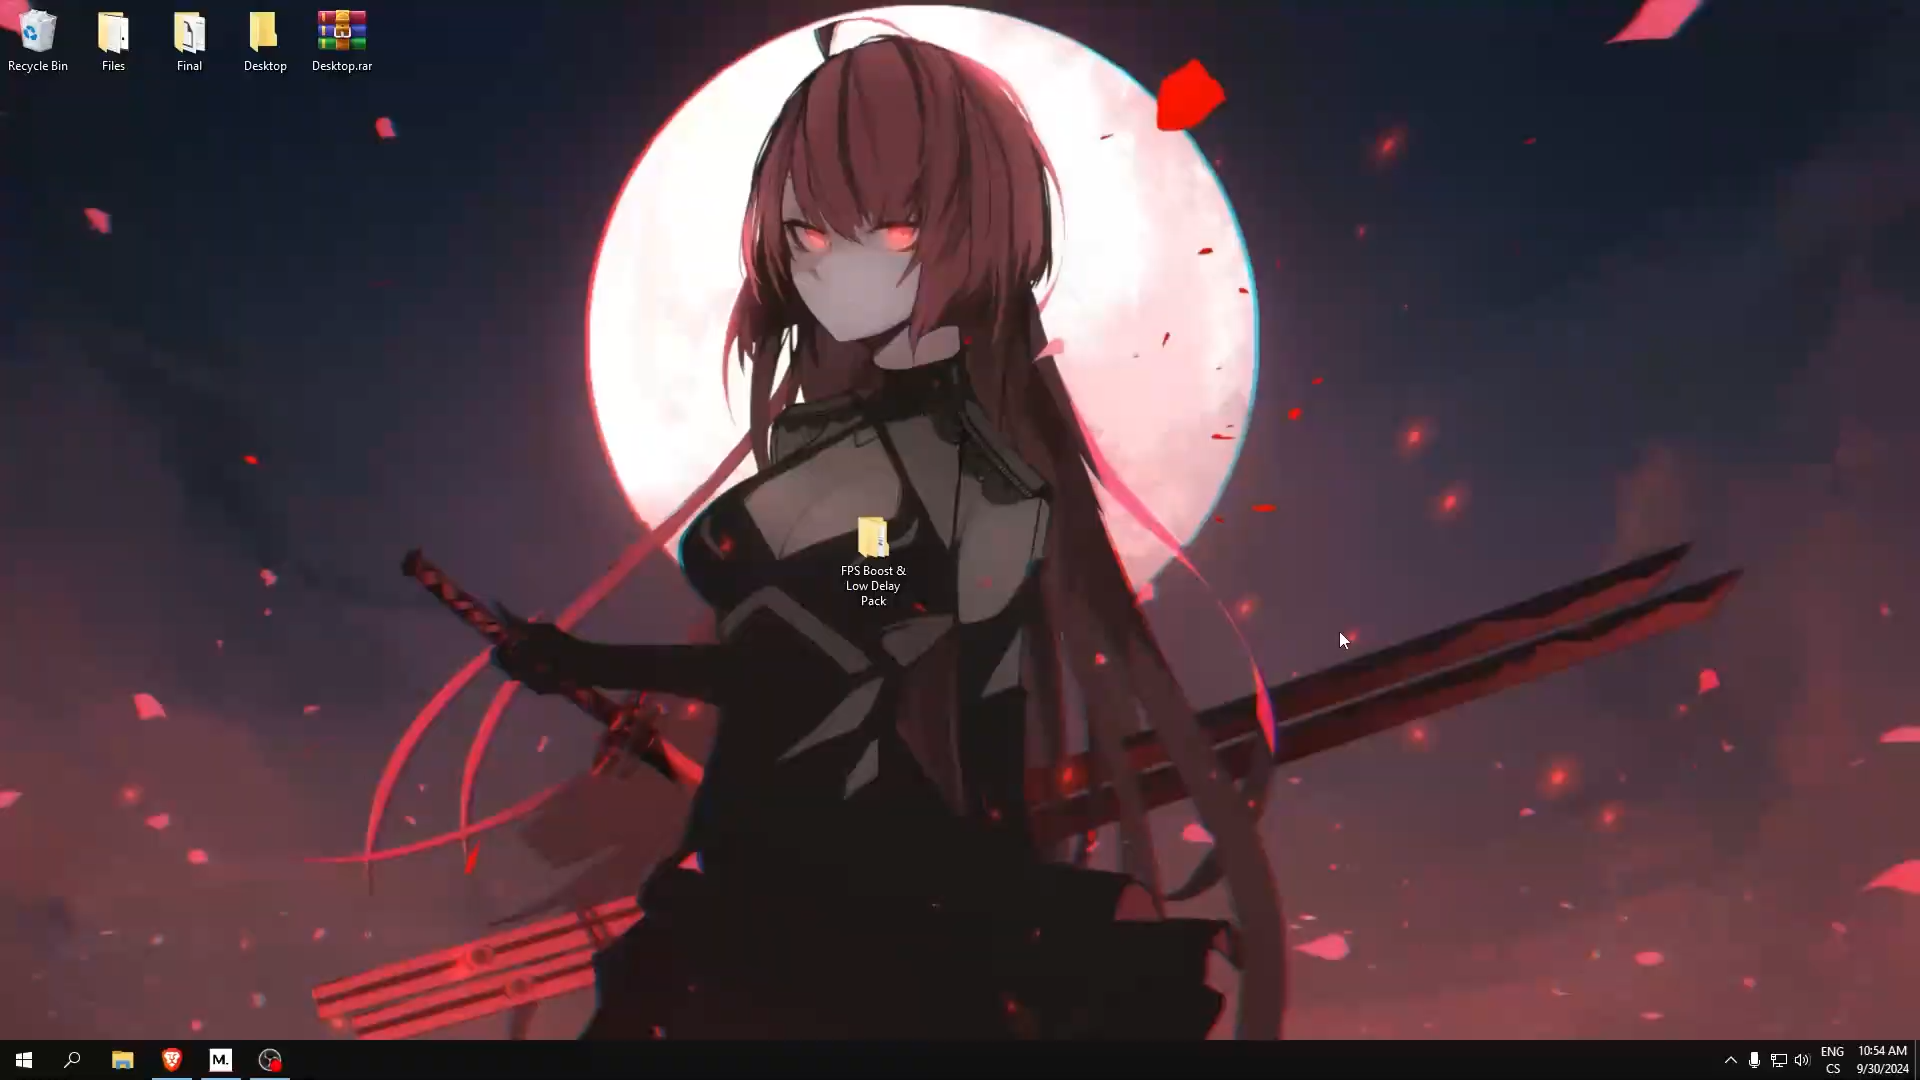 Recycle Bin
Files
Final
Desktop
Desktop.rar
FPS Boost &
Low Delay
Pack
M.
ENG
CS
10:54 AM
9/30/2024